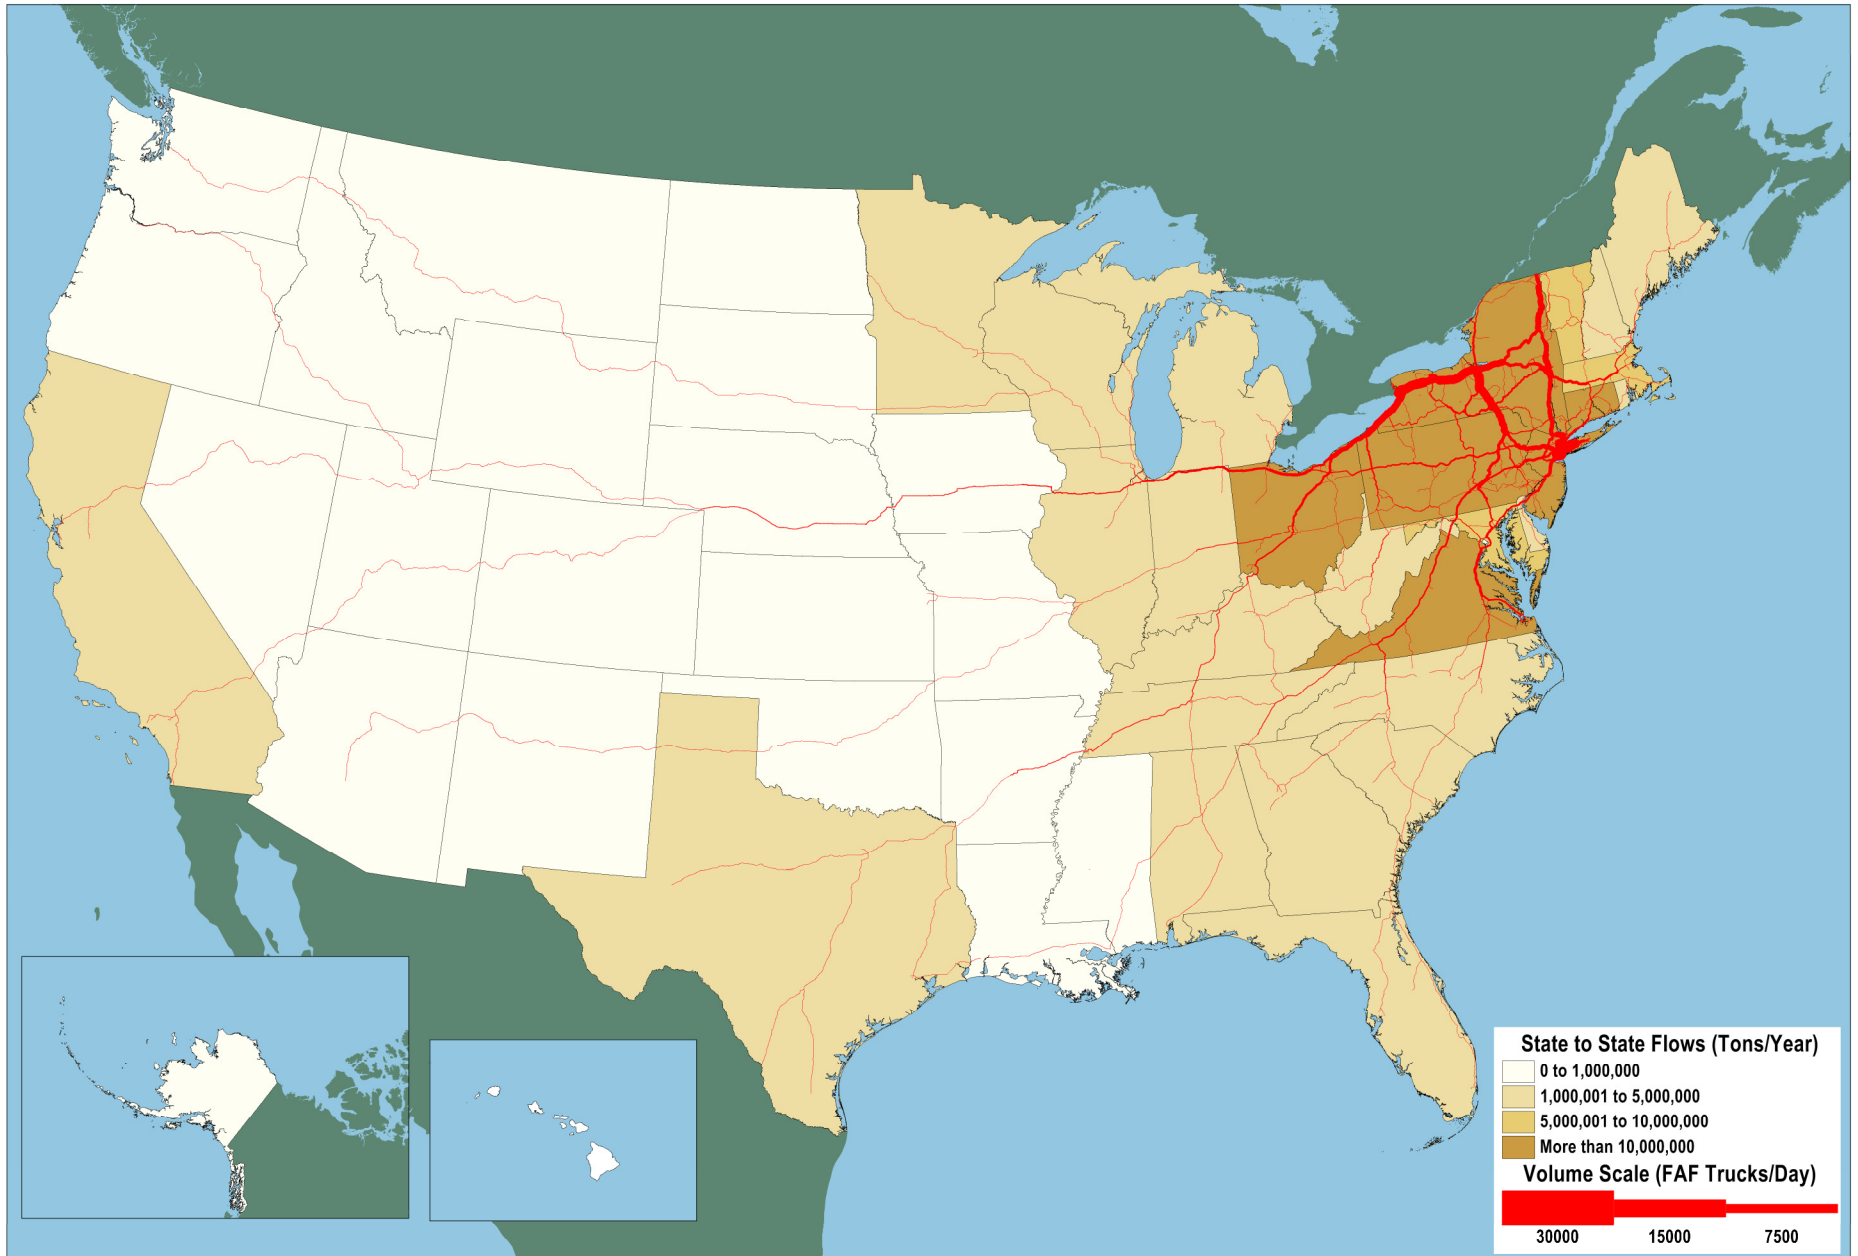 State to State Flows (Tons/Year)
0 to 1,000,000
1,000,001 to 5,000,000
5,000,001 to 10,000,000
More than 10,000,000
Volume Scale (FAF Trucks/Day)
30000 15000 7500